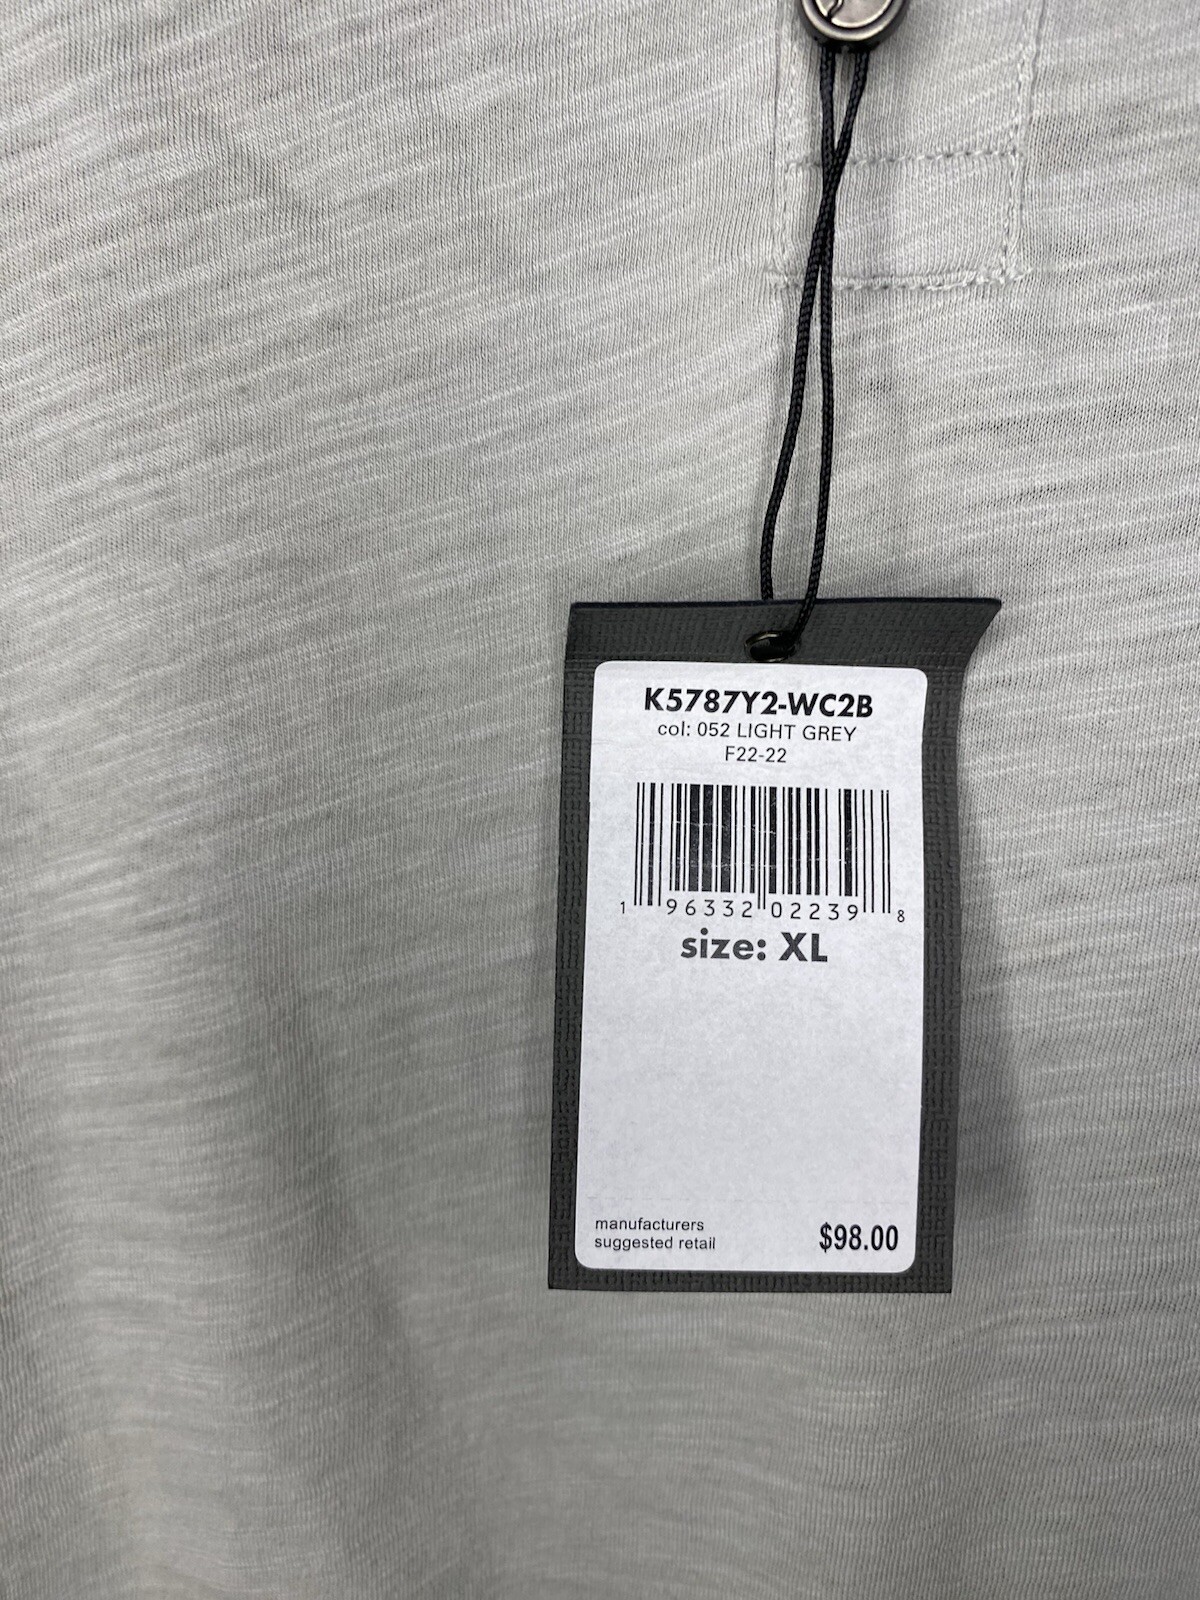 K5787Y2-WC2B
col: 052 LIGHT GREY
F22-22
1 96332 02239 8
size: XL
manufacturers
suggested retail
$98.00